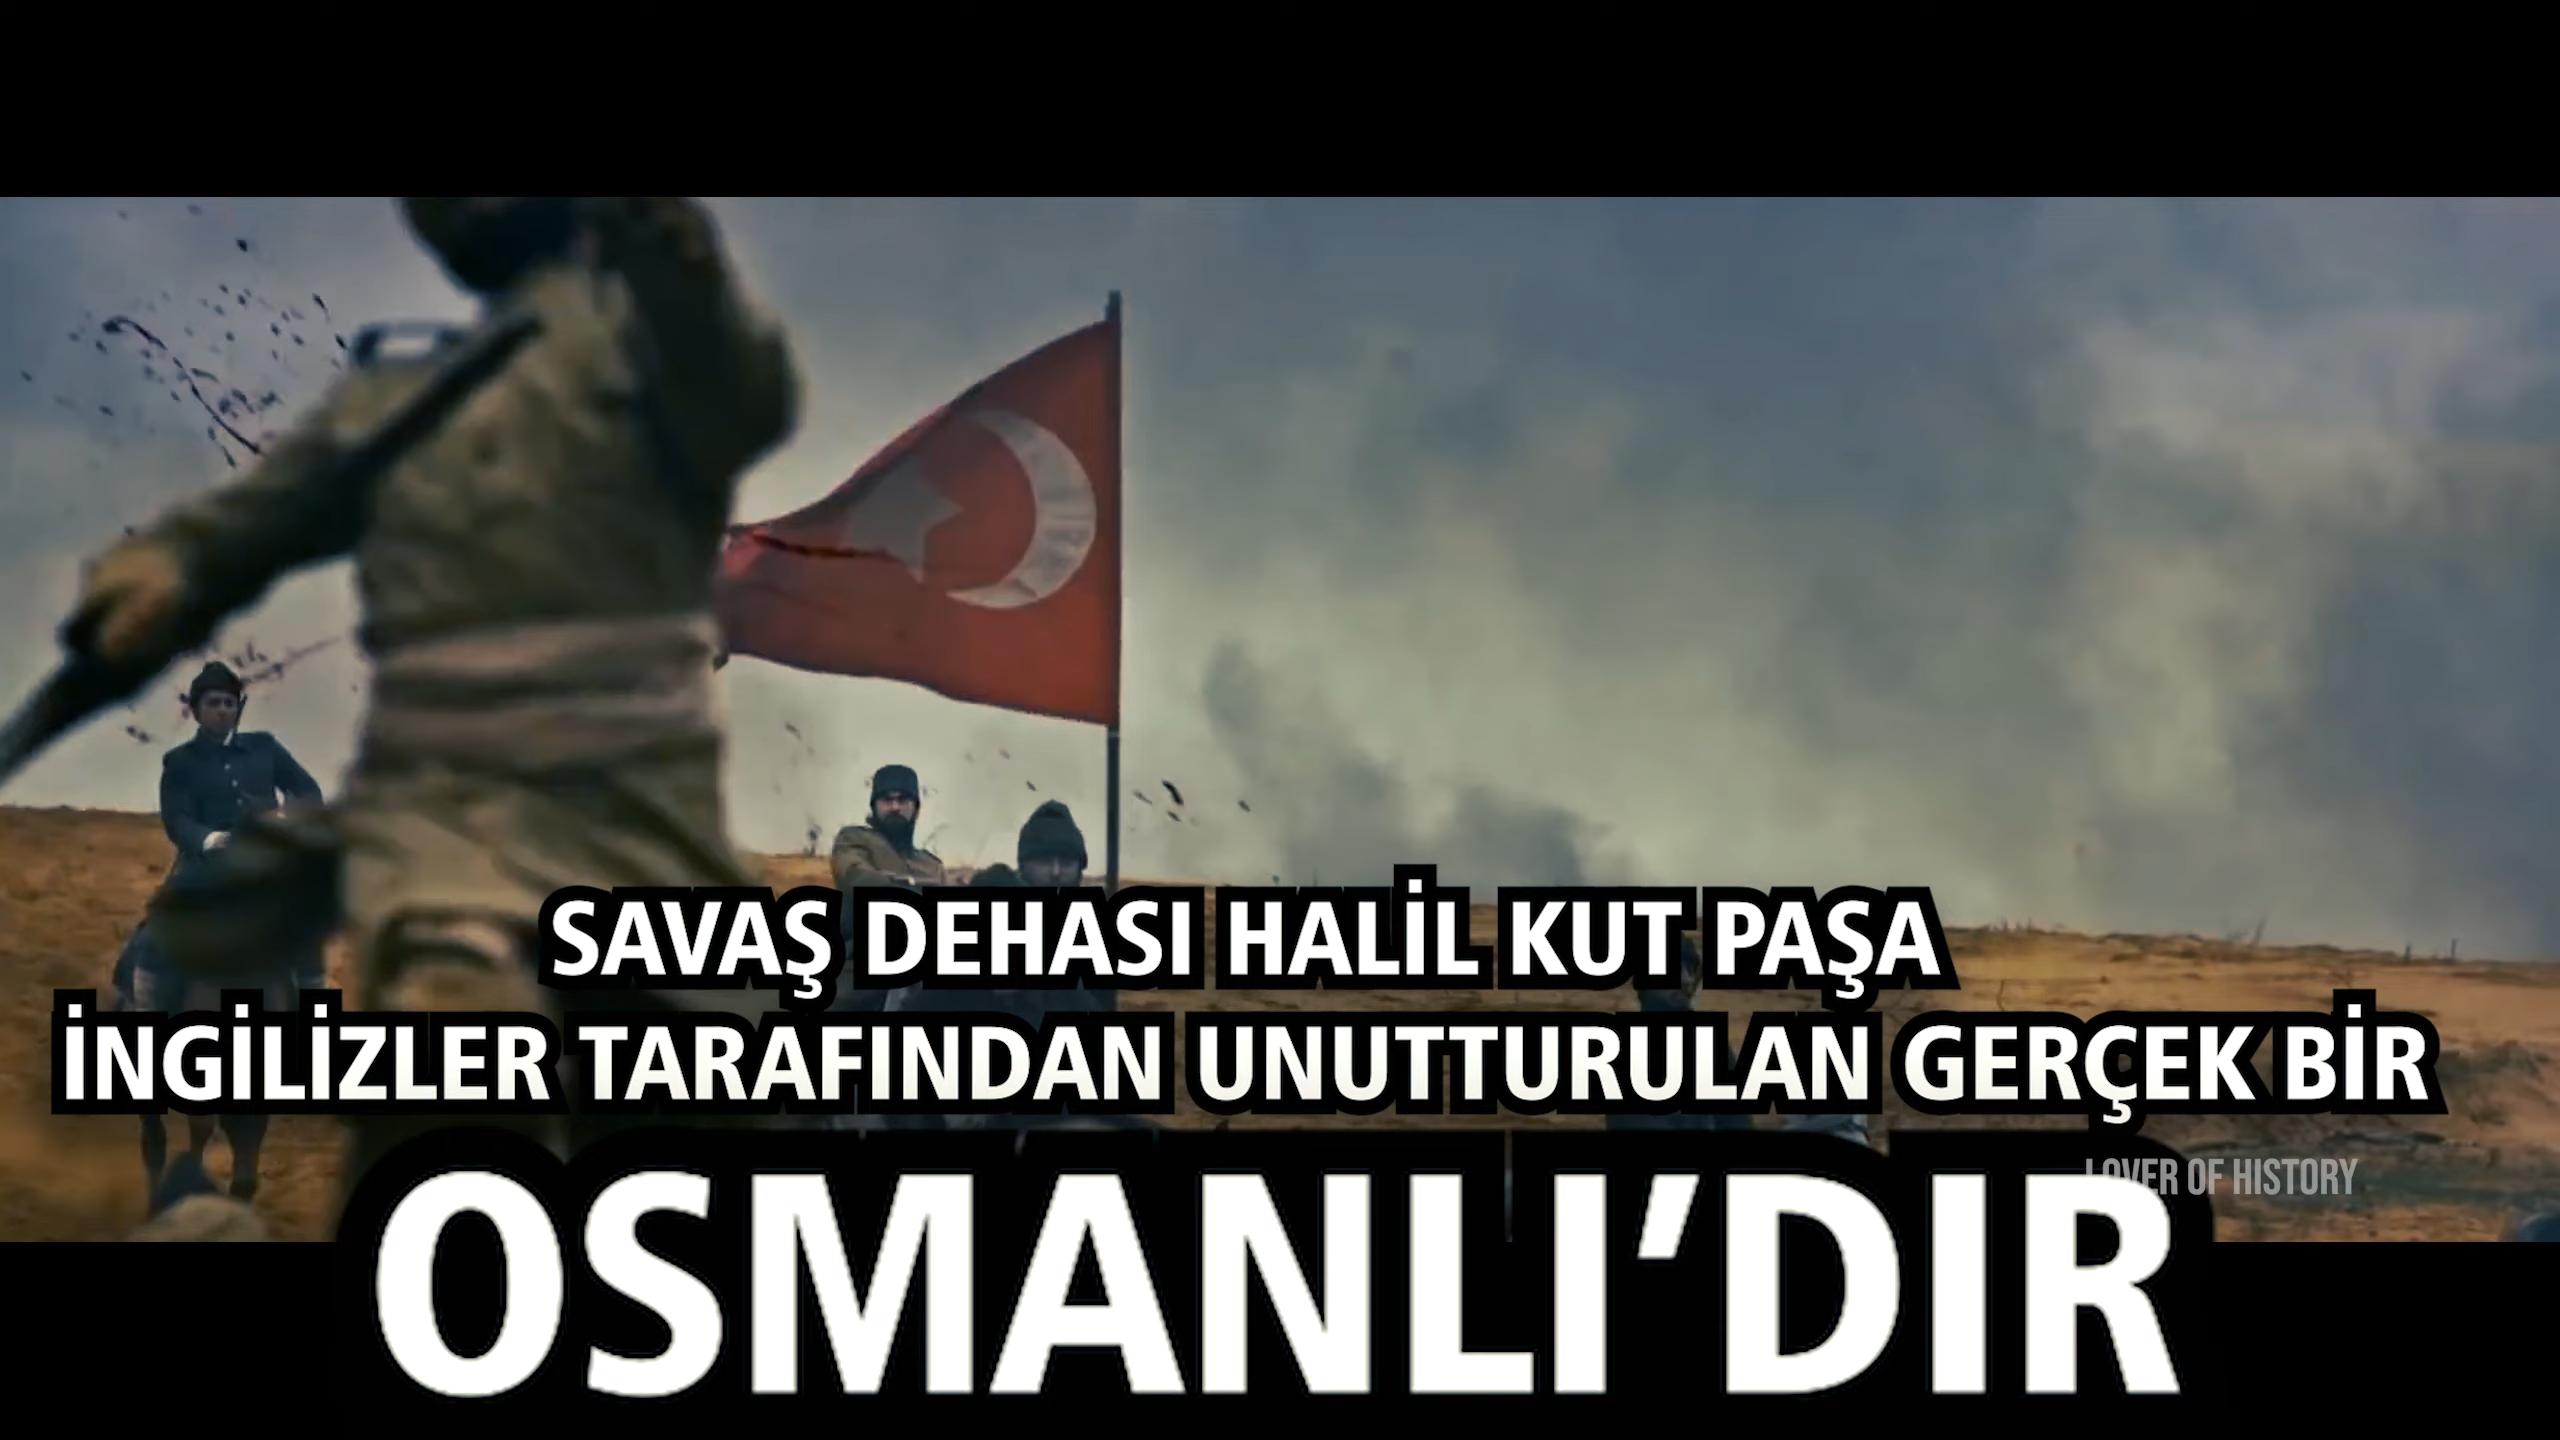 SAVAŞ DEHASI HALİL KUT PAŞA
İNGİLİZLER TARAFINDAN UNUTTURULAN GERÇEK BİR
LOVER OF HISTORY
OSMANLI'DIR